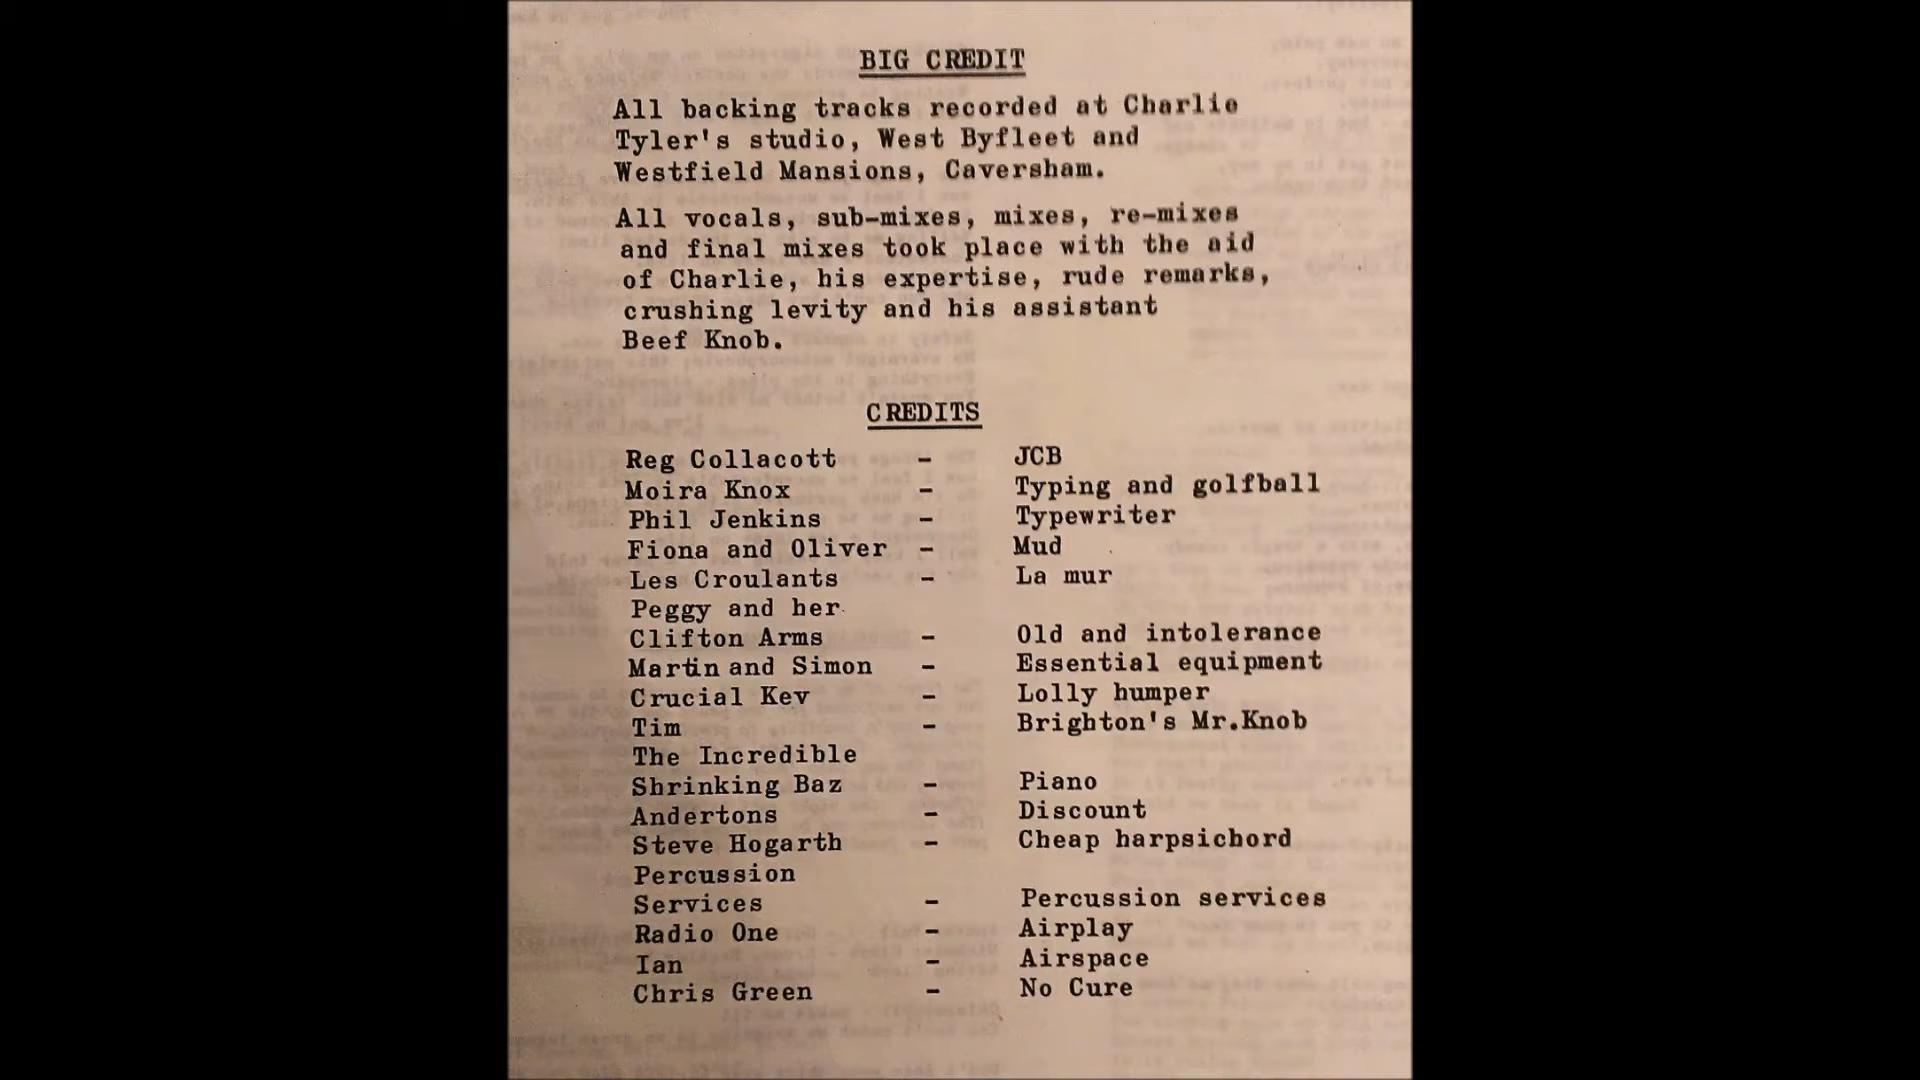 BIG CREDIT
All backing tracks recorded at Charlie
Tyler's studio, West Byfleet and
Westfield Mansions, Caversham.
All vocals, sub-mixes, mixes, re-mixes
and final mixes took place with the aid
of Charlie, his expertise, rude remarks,
crushing levity and his assistant
Beef Knob.
CREDITS
Reg Collacott - JCB
Moira Knox - Typing and golfball
Phil Jenkins - Typewriter
Fiona and Oliver - Mud
Les Croulants - La mur
Peggy and her
Clifton Arms - Old and intolerance
Martin and Simon - Essential equipment
Crucial Kev - Lolly humper
Tim - Brighton's Mr.Knob
The Incredible
Shrinking Baz - Piano
Andertons - Discount
Steve Hogarth - Cheap harpsichord
Percussion
Services - Percussion services
Radio One - Airplay
Ian - Airspace
Chris Green - No Cure